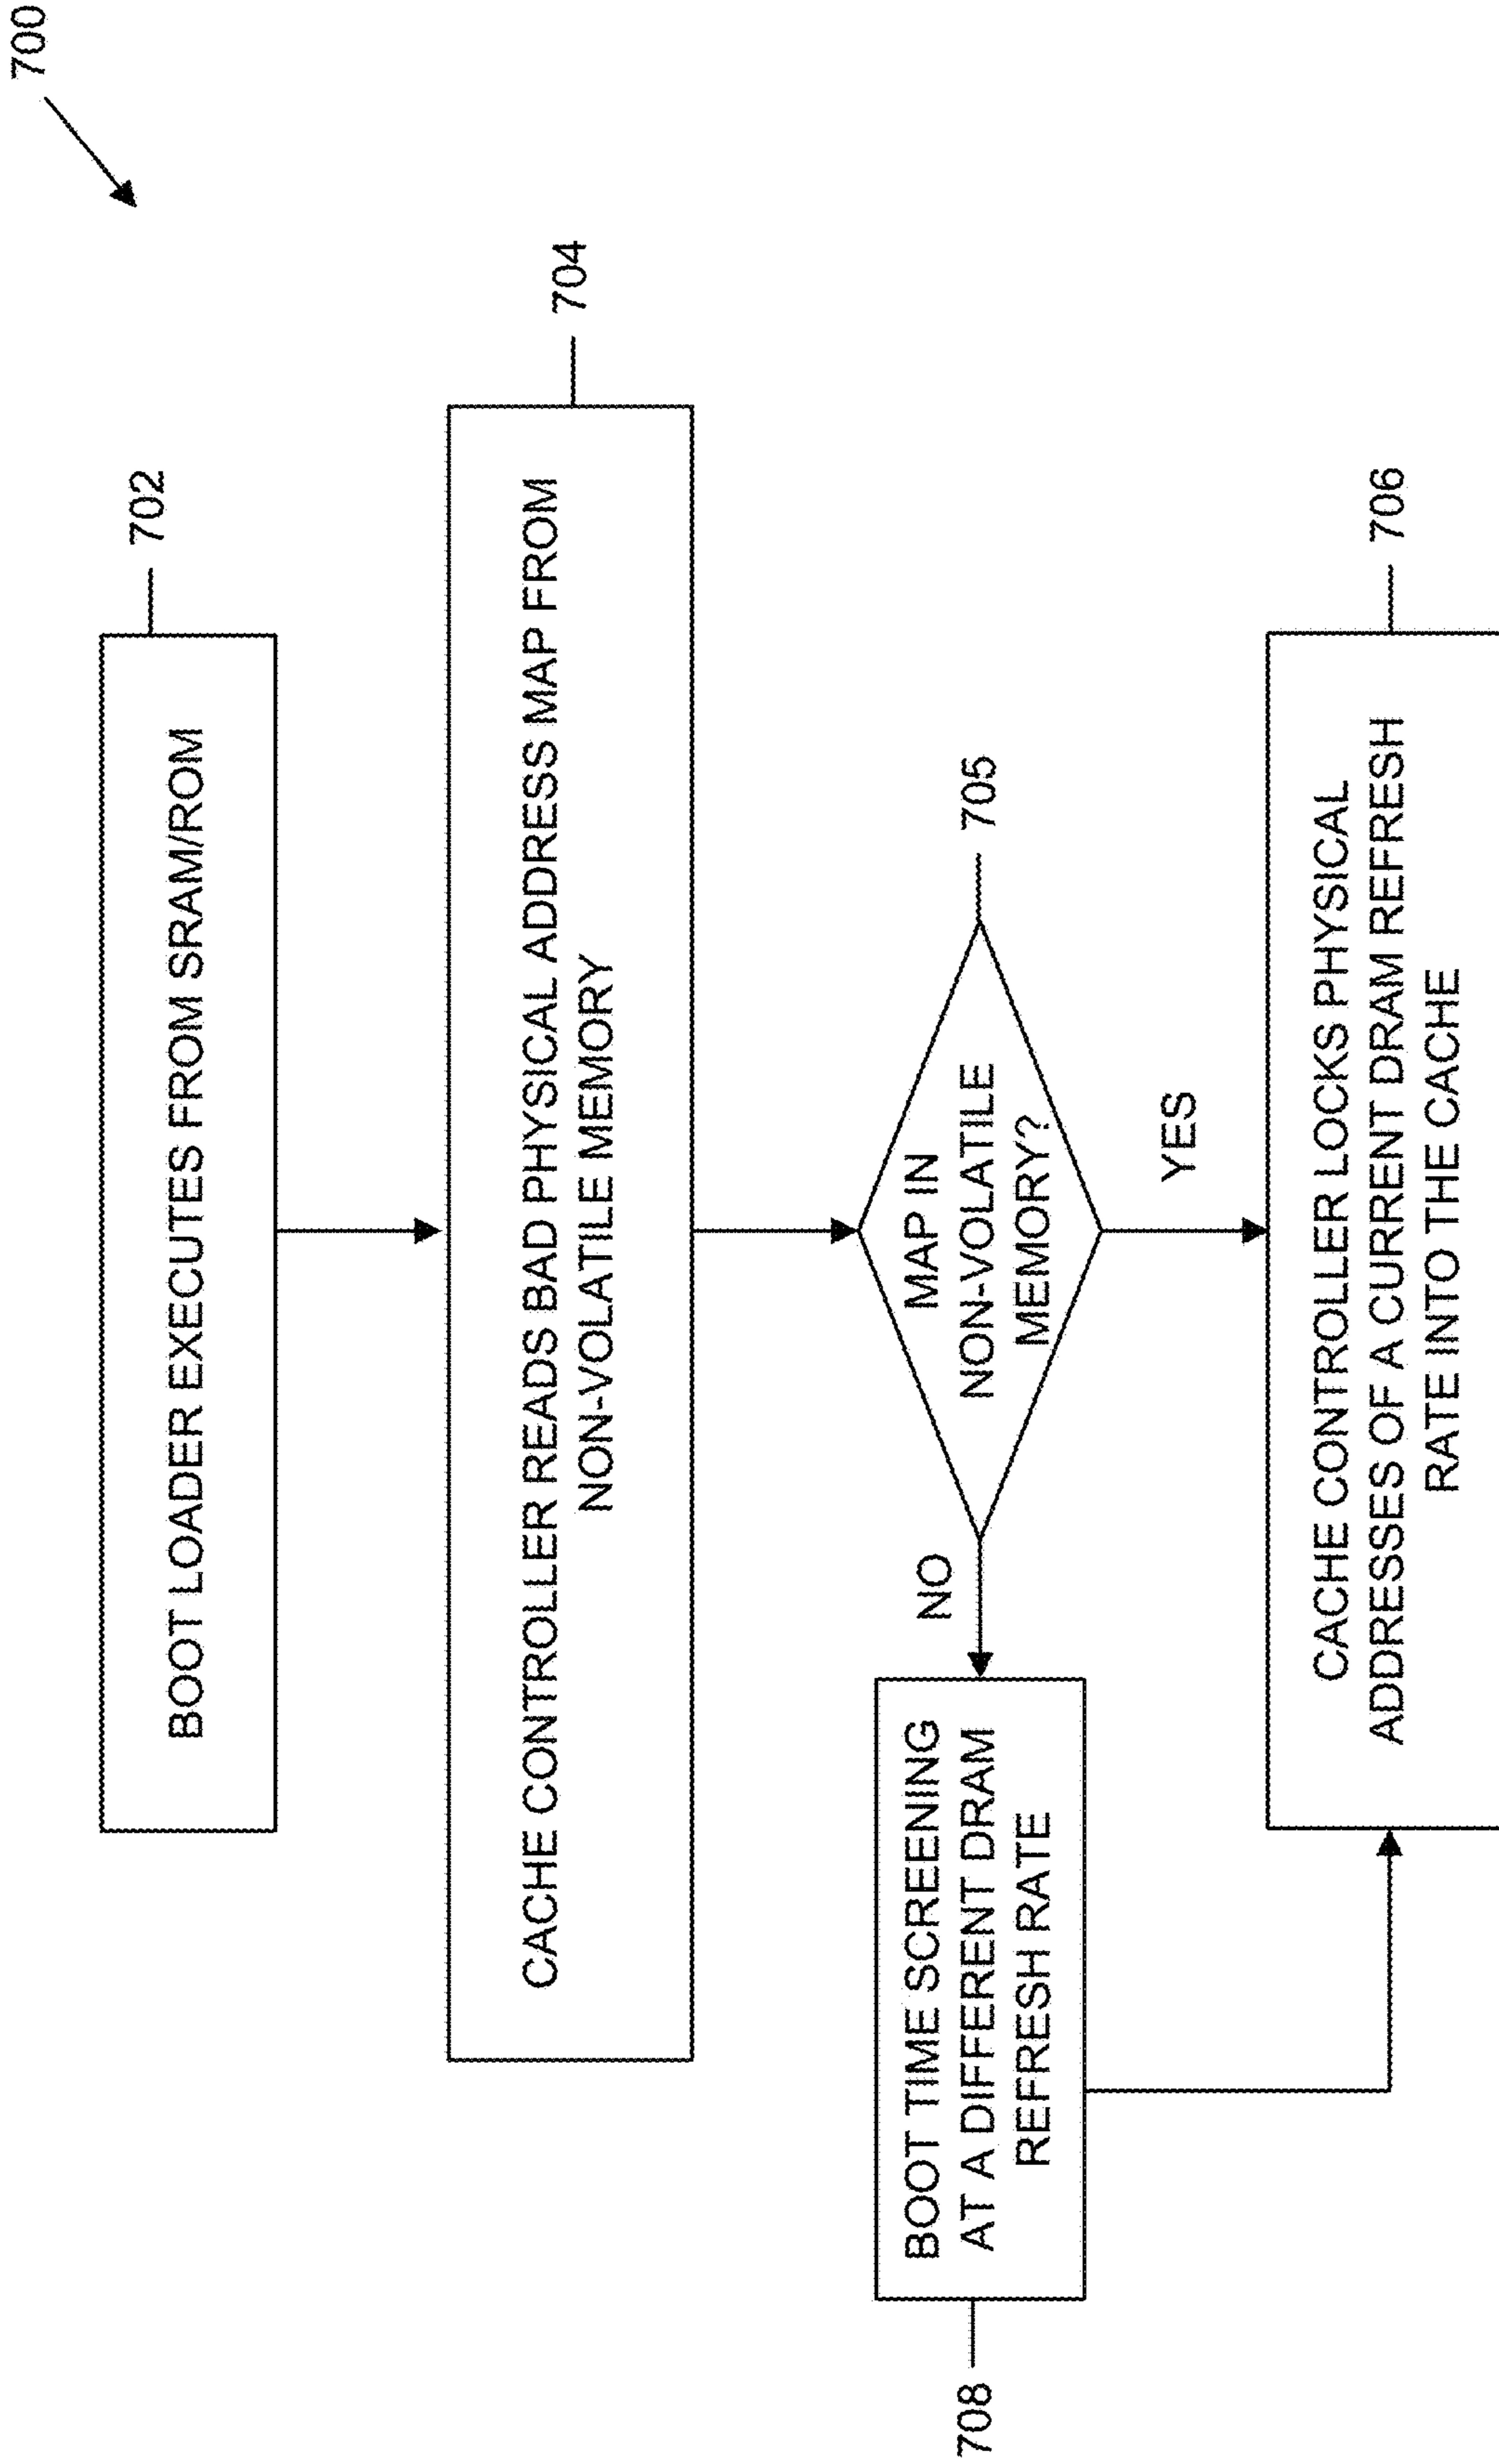 700
702
BOOT LOADER EXECUTES FROM SRAM/ROM
704
CACHE CONTROLLER READS BAD PHYSICAL ADDRESS MAP FROM
NON-VOLATILE MEMORY
705
MAP IN
NON-VOLATILE
MEMORY?
NO
YES
708
BOOT TIME SCREENING
AT A DIFFERENT DRAM
REFRESH RATE
706
CACHE CONTROLLER LOCKS PHYSICAL
ADDRESSES OF A CURRENT DRAM REFRESH
RATE INTO THE CACHE